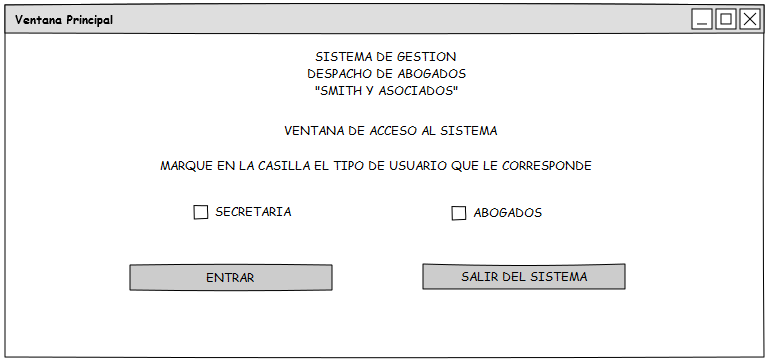 Ventana Principal
SISTEMA DE GESTION
DESPACHO DE ABOGADOS
"SMITH Y ASOCIADOS"
VENTANA DE ACCESO AL SISTEMA
MARQUE EN LA CASILLA EL TIPO DE USUARIO QUE LE CORRESPONDE
SECRETARIA
ABOGADOS
ENTRAR
SALIR DEL SISTEMA